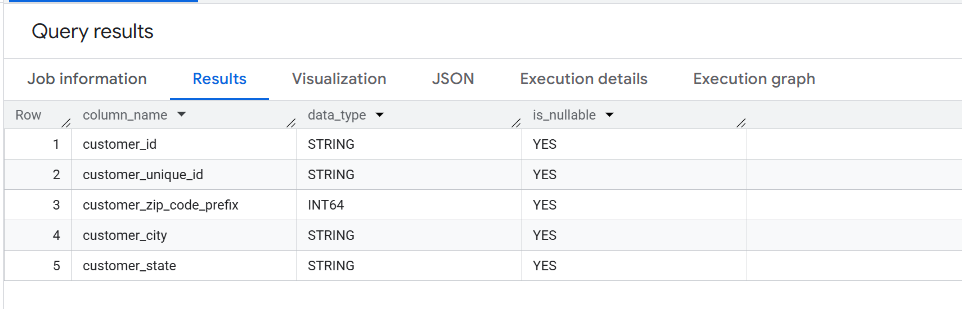 Query results
Job information Results Visualization JSON Execution details Execution graph
Row column_name data_type is_nullable
1 customer_id STRING YES
2 customer_unique_id STRING YES
3 customer_zip_code_prefix INT64 YES
4 customer_city STRING YES
5 customer_state STRING YES